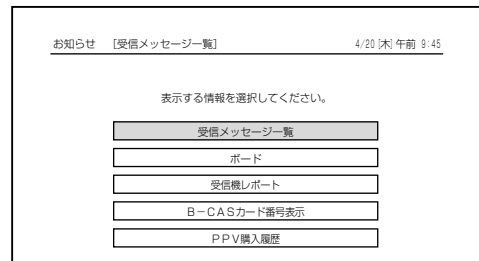 お知らせ [受信メッセージ一覧] 4/20[木]午前 9:45
表示する情報を選択してください。
受信メッセージ一覧
ボード
受信機レポート
B－CASカード番号表示
PPV購入履歴